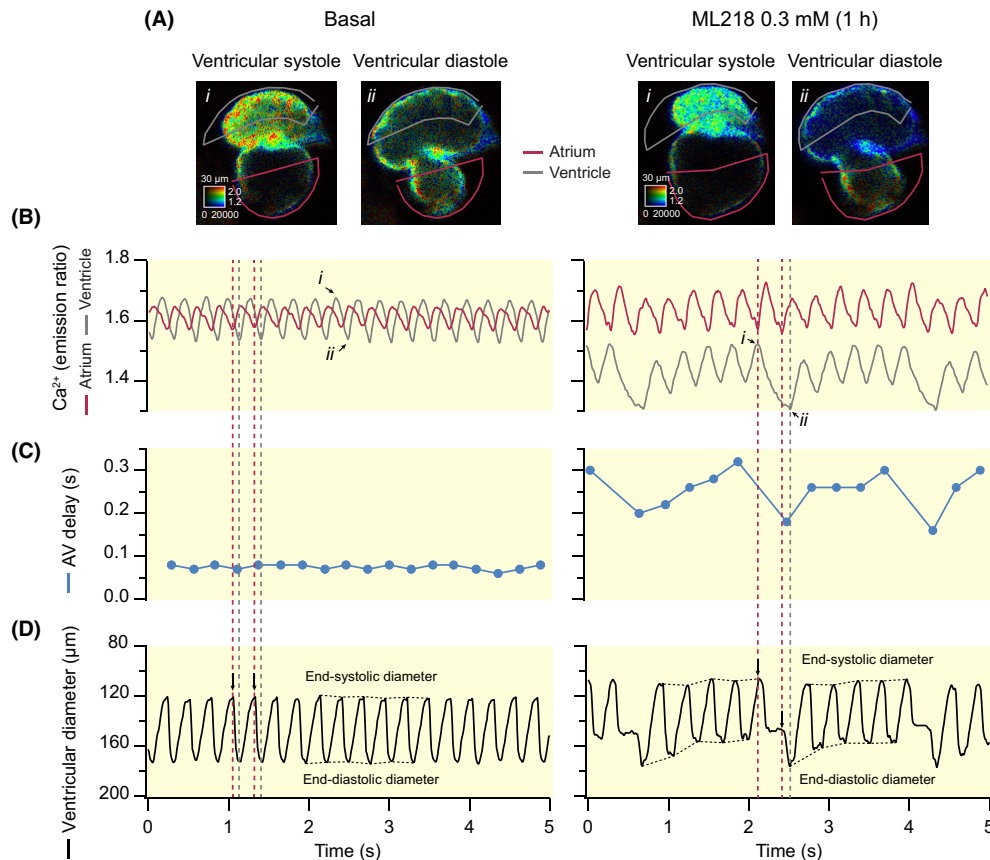 (A)
Basal
ML218 0.3 mM (1 h)
Ventricular systole
Ventricular diastole
Ventricular systole
Ventricular diastole
i
30 µm
2.0
1.2
0 20000
ii
Atrium
Ventricle
i
30 µm
2.0
1.2
0 20000
ii
(B)
Ca²⁺ (emission ratio)
Atrium Ventricle
1.8
1.6
1.4
i
ii
i
ii
(C)
AV delay (s)
0.3
0.2
0.1
0.0
(D)
Ventricular diameter (µm)
80
120
160
200
End-systolic diameter
End-diastolic diameter
End-systolic diameter
End-diastolic diameter
0 1 2 3 4 5
Time (s)
0 1 2 3 4 5
Time (s)